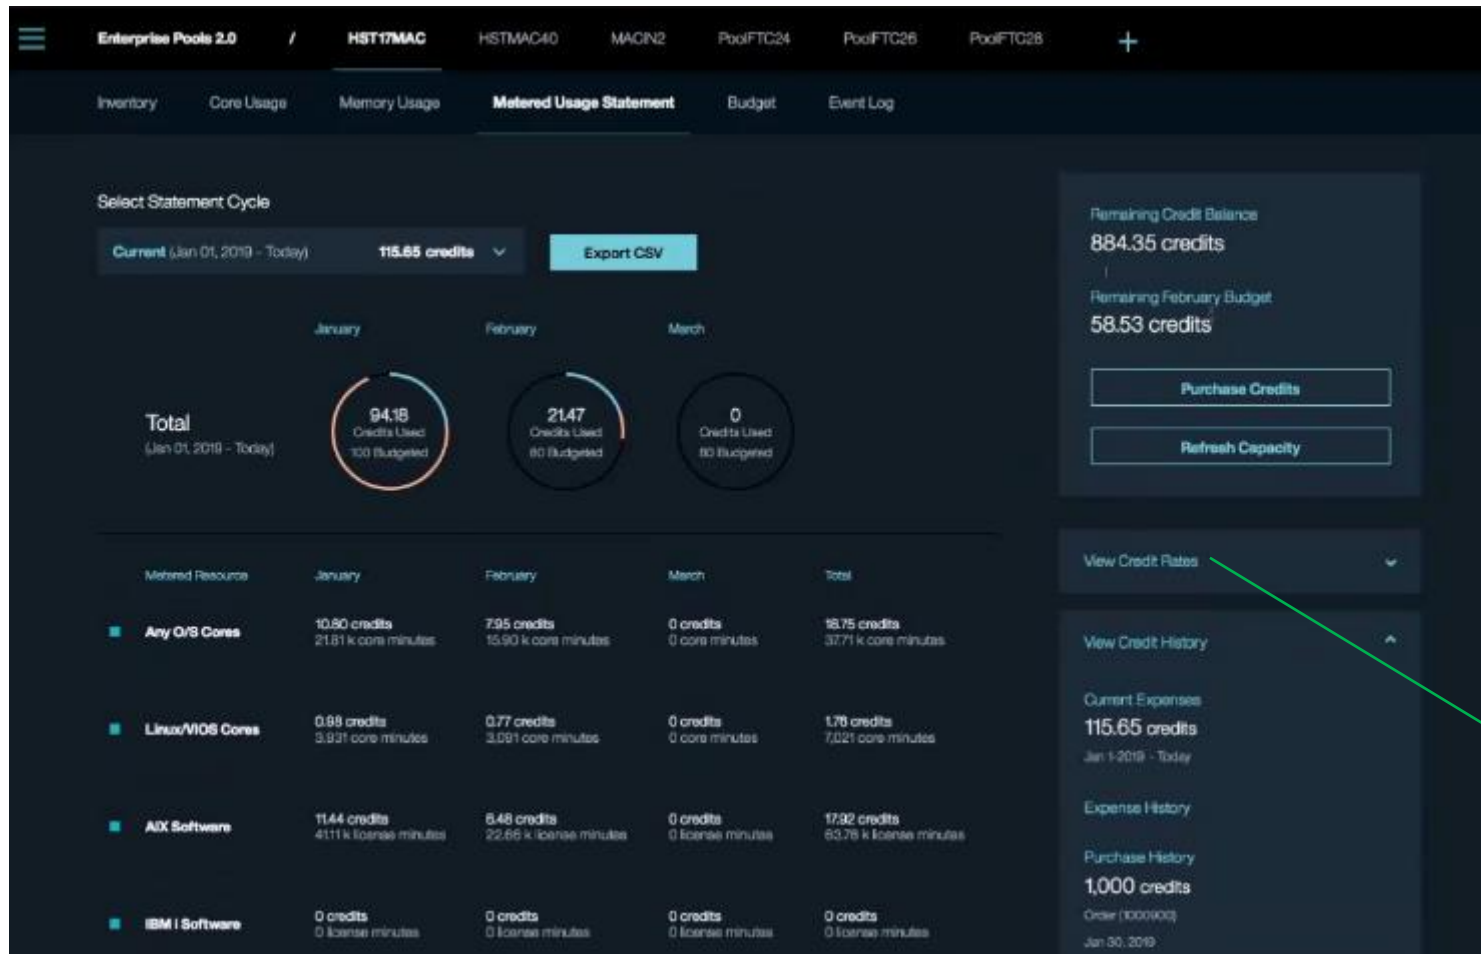 Enterprise Pools 2.0 / HST17MAC HSTMAC40 MACIN2 PoolFTC24 PoolFTC26 PoolFTC28 +
Inventory Core Usage Memory Usage Metered Usage Statement Budget Event Log
Select Statement Cycle
Current (Jan 01, 2019 - Today) 115.65 credits
Export CSV
Remaining Credit Balance
884.35 credits
Remaining February Budget
58.53 credits
Purchase Credits
Refresh Capacity
January February March
Total
(Jan 01, 2019 - Today)
94.18
Credits Used
100 Budgeted
21.47
Credits Used
80 Budgeted
0
Credits Used
80 Budgeted
View Credit Rates
Metered Resource January February March Total
Any O/S Cores
10.80 credits 7.95 credits 0 credits 18.75 credits
21.81 k core minutes 15.90 k core minutes 0 core minutes 37.71 k core minutes
Linux/VIOS Cores
0.98 credits 0.77 credits 0 credits 1.76 credits
3,931 core minutes 3,091 core minutes 0 core minutes 7,021 core minutes
AIX Software
11.44 credits 6.48 credits 0 credits 17.92 credits
41.11 k license minutes 22.66 k license minutes 0 license minutes 63.78 k license minutes
IBM i Software
0 credits 0 credits 0 credits 0 credits
0 license minutes 0 license minutes 0 license minutes 0 license minutes
View Credit History
Current Expenses
115.65 credits
Jan 1-2019 - Today
Expense History
Purchase History
1,000 credits
Order (1000900)
Jan 30, 2019